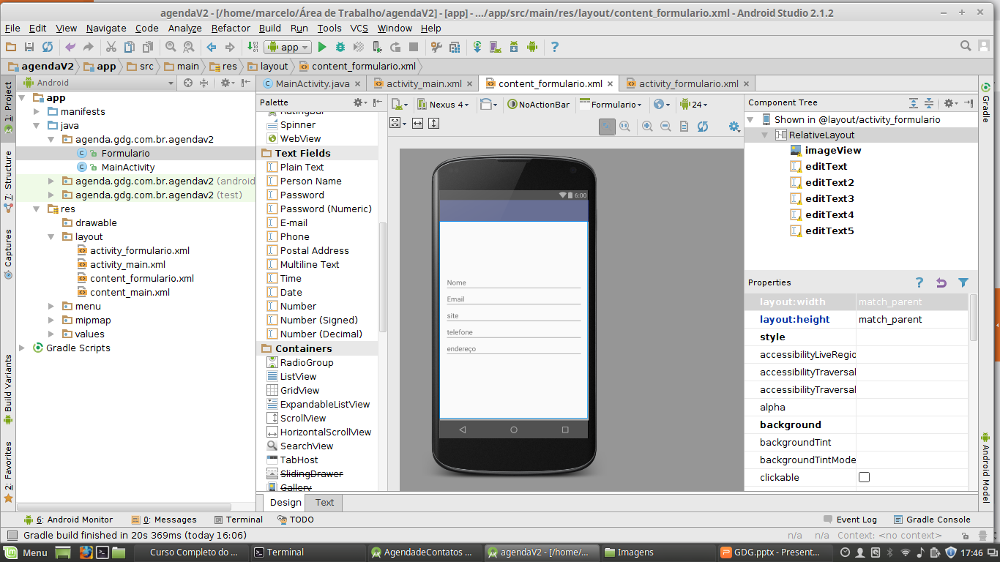 agendaV2 - [/home/marcelo/Área de Trabalho/agendaV2] - [app] - .../app/src/main/res/layout/content_formulario.xml - Android Studio 2.1.2
File Edit View Navigate Code Analyze Refactor Build Run Tools VCS Window Help
app
agendaV2 app src main res layout content_formulario.xml
1: Project
7: Structure
Captures
Build Variants
2: Favorites
Android
app
manifests
java
agenda.gdg.com.br.agendav2
Formulario
MainActivity
agenda.gdg.com.br.agendav2 (android
agenda.gdg.com.br.agendav2 (test)
res
drawable
layout
activity_formulario.xml
activity_main.xml
content_formulario.xml
content_main.xml
menu
mipmap
values
Gradle Scripts
MainActivity.java activity_main.xml content_formulario.xml activity_formulario.xml
Palette
RatingBar
Spinner
WebView
Text Fields
Plain Text
Person Name
Password
Password (Numeric)
E-mail
Phone
Postal Address
Multiline Text
Time
Date
Number
Number (Signed)
Number (Decimal)
Containers
RadioGroup
ListView
GridView
ExpandableListView
ScrollView
HorizontalScrollView
SearchView
TabHost
SlidingDrawer
Gallery
Nexus 4 NoActionBar Formulario 24
6:00
Nome
Email
site
telefone
endereço
Design Text
Component Tree
Shown in @layout/activity_formulario
RelativeLayout
imageView
editText
editText2
editText3
editText4
editText5
Properties
layout:width match_parent
layout:height match_parent
style
accessibilityLiveRegio
accessibilityTraversal
accessibilityTraversal
alpha
background
backgroundTint
backgroundTintMode
clickable
Gradle
Android Model
6: Android Monitor 0: Messages Terminal TODO Event Log Gradle Console
Gradle build finished in 20s 369ms (today 16:06) n/a n/a Context: <no context>
Menu Curso Completo do ... Terminal AgendadeContatos ... agendaV2 - [/home/... Imagens GDG.pptx - Present... 17:46